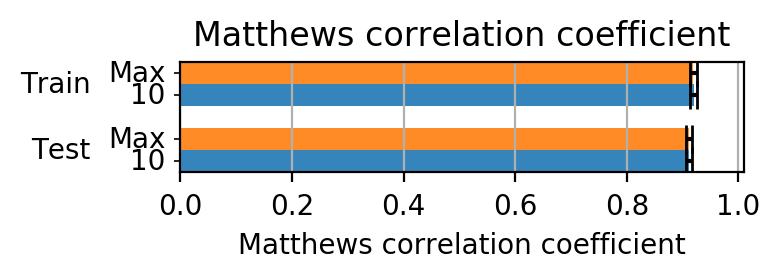 Matthews correlation coefficient
Train
Max
10
Test
Max
10
0.0 0.2 0.4 0.6 0.8 1.0
Matthews correlation coefficient